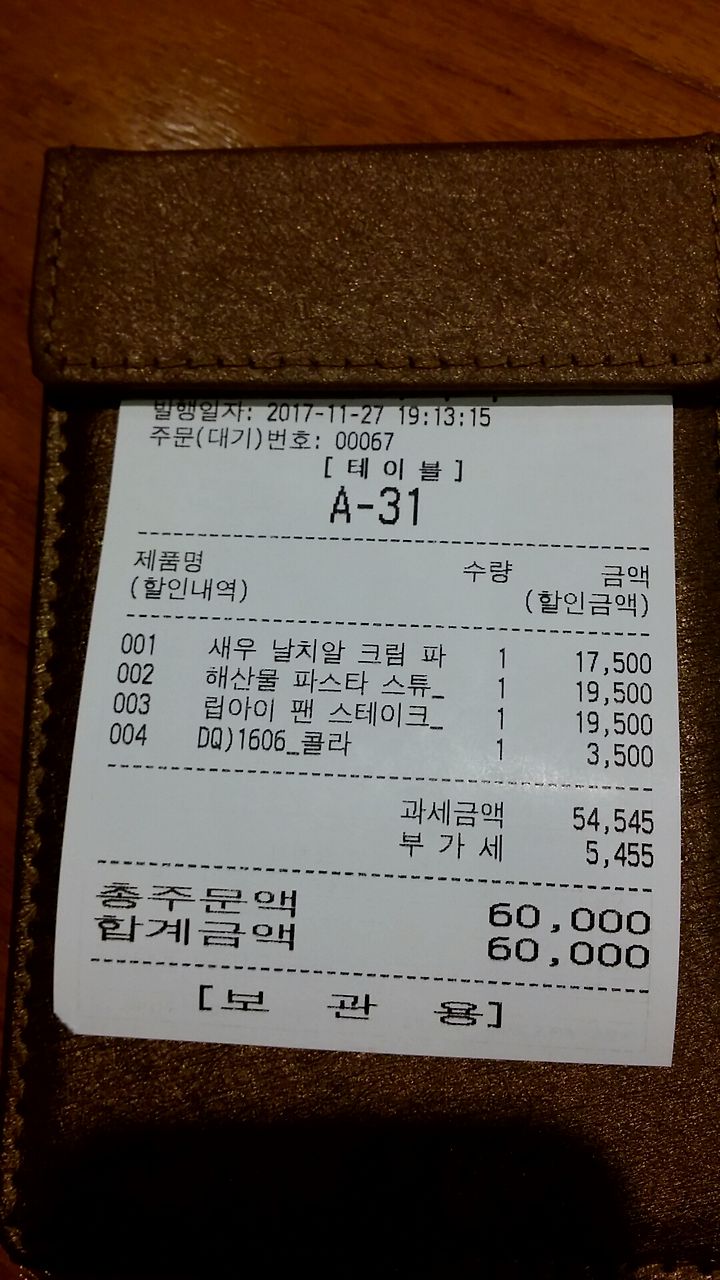 발행일자: 2017-11-27 19:13:15
주문(대기)번호: 00067
[테이블]
A-31
제품명 수량 금액
(할인내역) (할인금액)
001 새우 날치알 크림 파 1 17,500
002 해산물 파스타 스튜_ 1 19,500
003 립아이 팬 스테이크_ 1 19,500
004 DQ)1606_콜라 1 3,500
과세금액 54,545
부 가 세 5,455
총주문액 60,000
합계금액 60,000
[보 관 용]